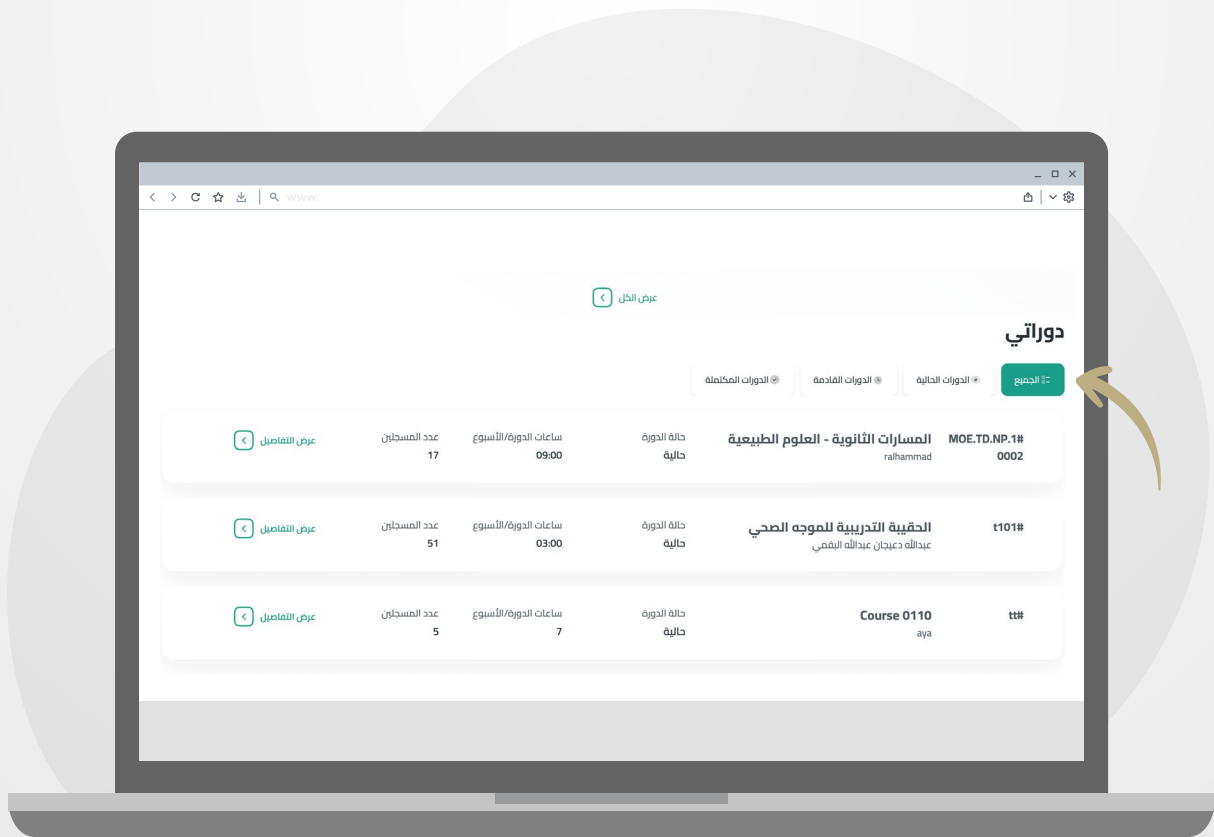 www.
عرض الكل
دوراتي
الجميع
الدورات الحالية
الدورات القادمة
الدورات المكتملة
MOE.TD.NP.1#
0002
المسارات الثانوية - العلوم الطبيعية
ralhammad
حالة الدورة
حالية
ساعات الدورة/الأسبوع
09:00
عدد المسجلين
17
عرض التفاصيل
t101#
الحقيبة التدريبية للموجه الصحي
عبدالله دعيجان عبدالله البقمي
حالة الدورة
حالية
ساعات الدورة/الأسبوع
03:00
عدد المسجلين
51
عرض التفاصيل
tt#
Course 0110
aya
حالة الدورة
حالية
ساعات الدورة/الأسبوع
7
عدد المسجلين
5
عرض التفاصيل